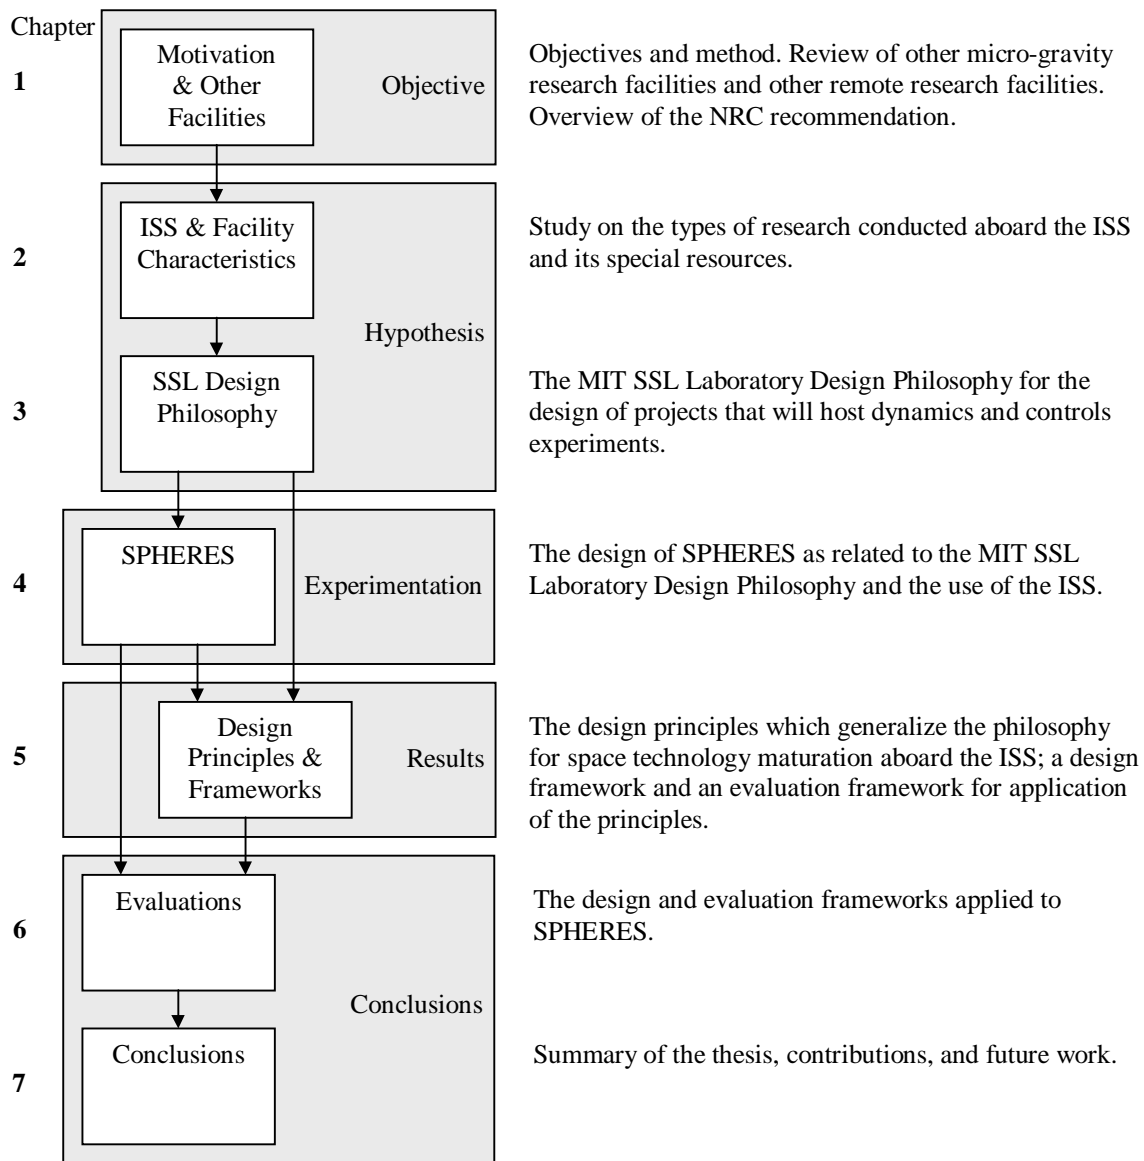 Chapter
1
Motivation
& Other
Facilities
Objective
Objectives and method. Review of other micro-gravity
research facilities and other remote research facilities.
Overview of the NRC recommendation.
2
ISS & Facility
Characteristics
Study on the types of research conducted aboard the ISS
and its special resources.
Hypothesis
3
SSL Design
Philosophy
The MIT SSL Laboratory Design Philosophy for the
design of projects that will host dynamics and controls
experiments.
4
SPHERES
Experimentation
The design of SPHERES as related to the MIT SSL
Laboratory Design Philosophy and the use of the ISS.
5
Design
Principles &
Frameworks
Results
The design principles which generalize the philosophy
for space technology maturation aboard the ISS; a design
framework and an evaluation framework for application
of the principles.
6
Evaluations
The design and evaluation frameworks applied to
SPHERES.
Conclusions
7
Conclusions
Summary of the thesis, contributions, and future work.